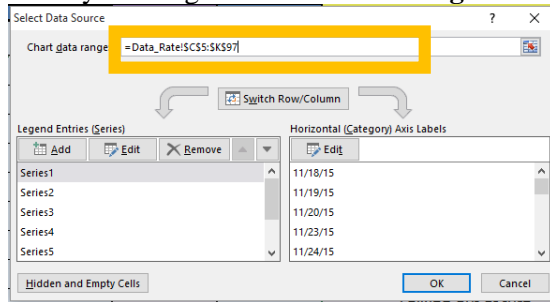 Select Data Source ? ×
Chart data range: =Data_Rate!$C$5:$K$97
Switch Row/Column
Legend Entries (Series) Horizontal (Category) Axis Labels
Add Edit Remove Edit
Series1 11/18/15
Series2 11/19/15
Series3 11/20/15
Series4 11/23/15
Series5 11/24/15
Hidden and Empty Cells OK Cancel